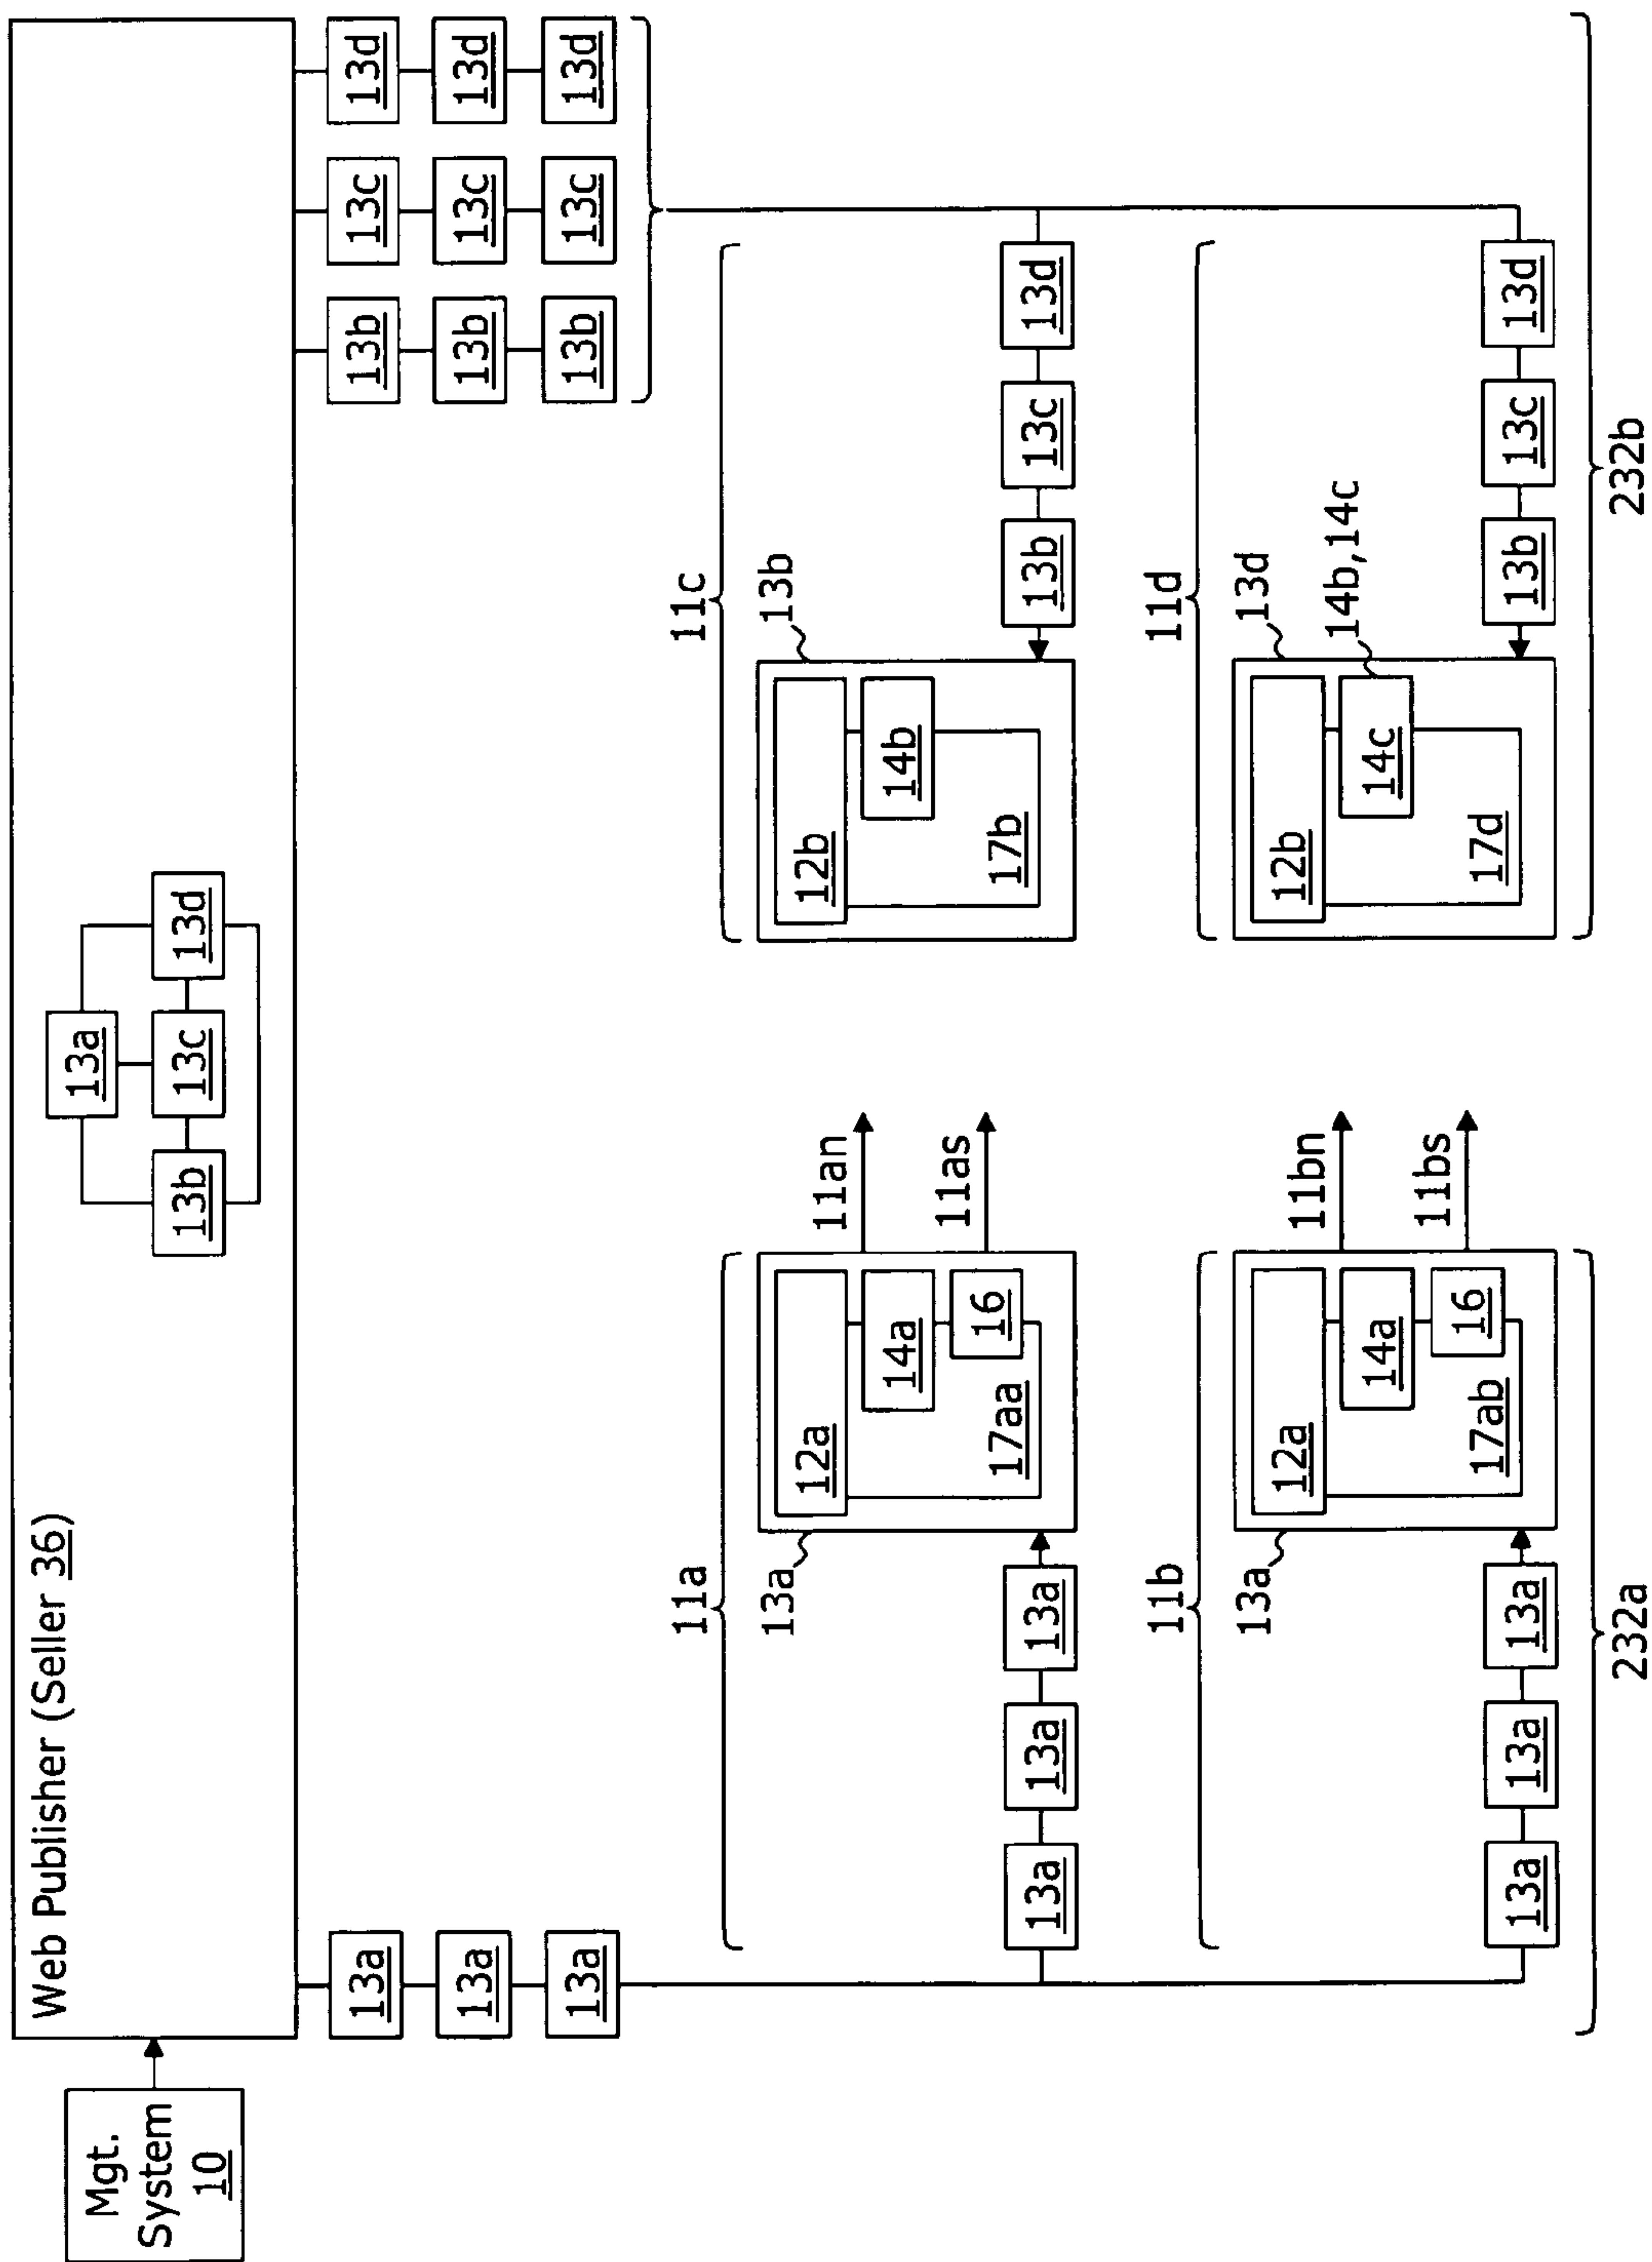 Mgt.
System
10
Web Publisher (Seller 36)
13a
13b
13c
13d
13a
13b
13c
13d
13a
13b
13c
13d
13a
13b
13c
13d
11a
13a
13a
13a
13a
12a
14a
16
17aa
11an
11as
11c
13b
12b
14b
17b
13b
13c
13d
11b
13a
13a
13a
13a
12a
14a
16
17ab
11bn
11bs
11d
13d
14b,14c
12b
14c
17d
13b
13c
13d
232a
232b